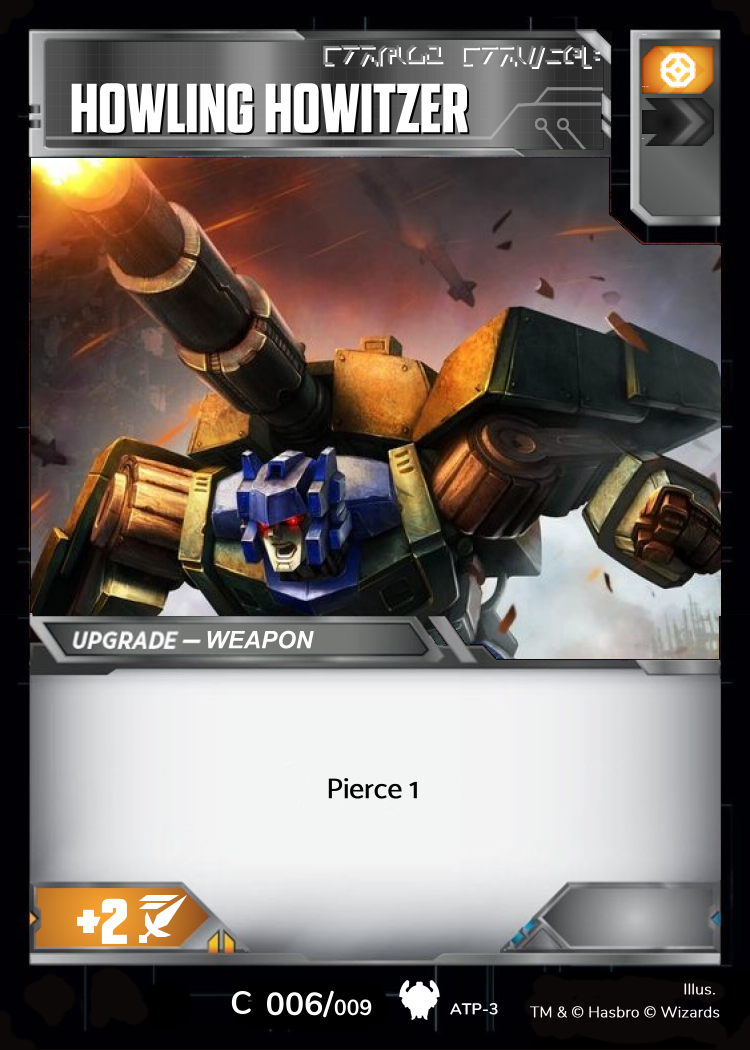 HOWLING HOWITZER
UPGRADE — WEAPON
Pierce 1
+2
C 006/009
ATP-3
Illus.
TM & © Hasbro © Wizards